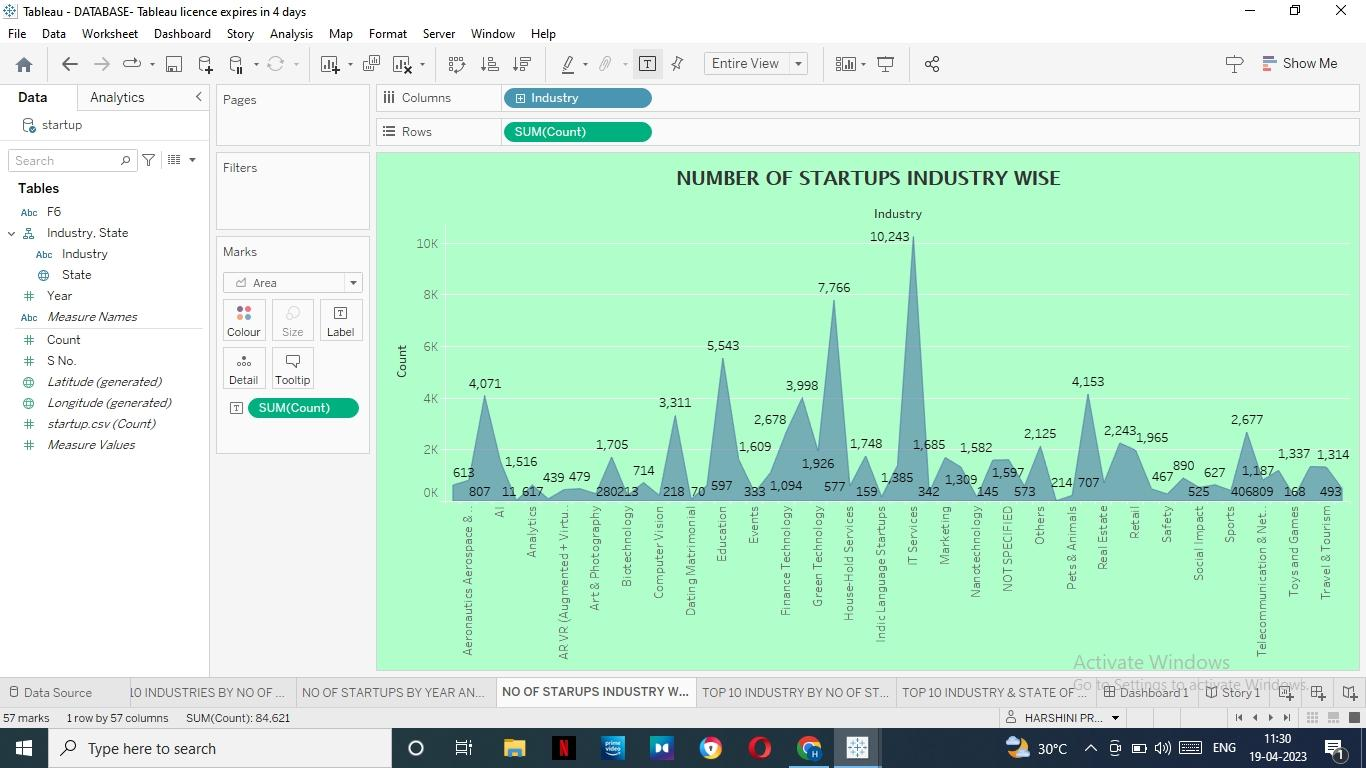 Tableau - DATABASE- Tableau licence expires in 4 days
File Data Worksheet Dashboard Story Analysis Map Format Server Window Help
Entire View
Show Me
Data Analytics
startup
Search
Tables
Abc F6
Industry, State
Abc Industry
State
Year
Abc Measure Names
Count
S No.
Latitude (generated)
Longitude (generated)
startup.csv (Count)
Measure Values
Pages
Filters
Marks
Area
Colour Size Label
Detail Tooltip
SUM(Count)
Columns Industry
Rows SUM(Count)
NUMBER OF STARTUPS INDUSTRY WISE
Industry
Count
10K
8K
6K
4K
2K
0K
613
807
4,071
1,516
11
617
439
479
280
1,705
213
714
218
3,311
70
597
5,543
1,609
333
1,094
2,678
3,998
1,926
7,766
577
1,748
159
1,385
10,243
342
1,685
1,309
145
1,582
1,597
573
2,125
214
4,153
707
2,243
1,965
467
890
525
627
406
2,677
809
1,187
168
1,337
1,314
493
Aeronautics Aerospace & ..
AI
Analytics
AR VR (Augmented + Virtu..
Art & Photography
Biotechnology
Computer Vision
Dating Matrimonial
Education
Events
Finance Technology
Green Technology
House-Hold Services
Indic Language Startups
IT Services
Marketing
Nanotechnology
NOT SPECIFIED
Others
Pets & Animals
Real Estate
Retail
Safety
Social Impact
Sports
Telecommunication & Net..
Toys and Games
Travel & Tourism
Activate Windows
Go to Settings to activate Windows.
Data Source 10 INDUSTRIES BY NO OF ... NO OF STARTUPS BY YEAR AN... NO OF STARUPS INDUSTRY W... TOP 10 INDUSTRY BY NO OF ST... TOP 10 INDUSTRY & STATE OF ... Dashboard 1 Story 1
57 marks 1 row by 57 columns SUM(Count): 84,621 HARSHINI PR...
Type here to search
30°C ENG 11:30
19-04-2023
1